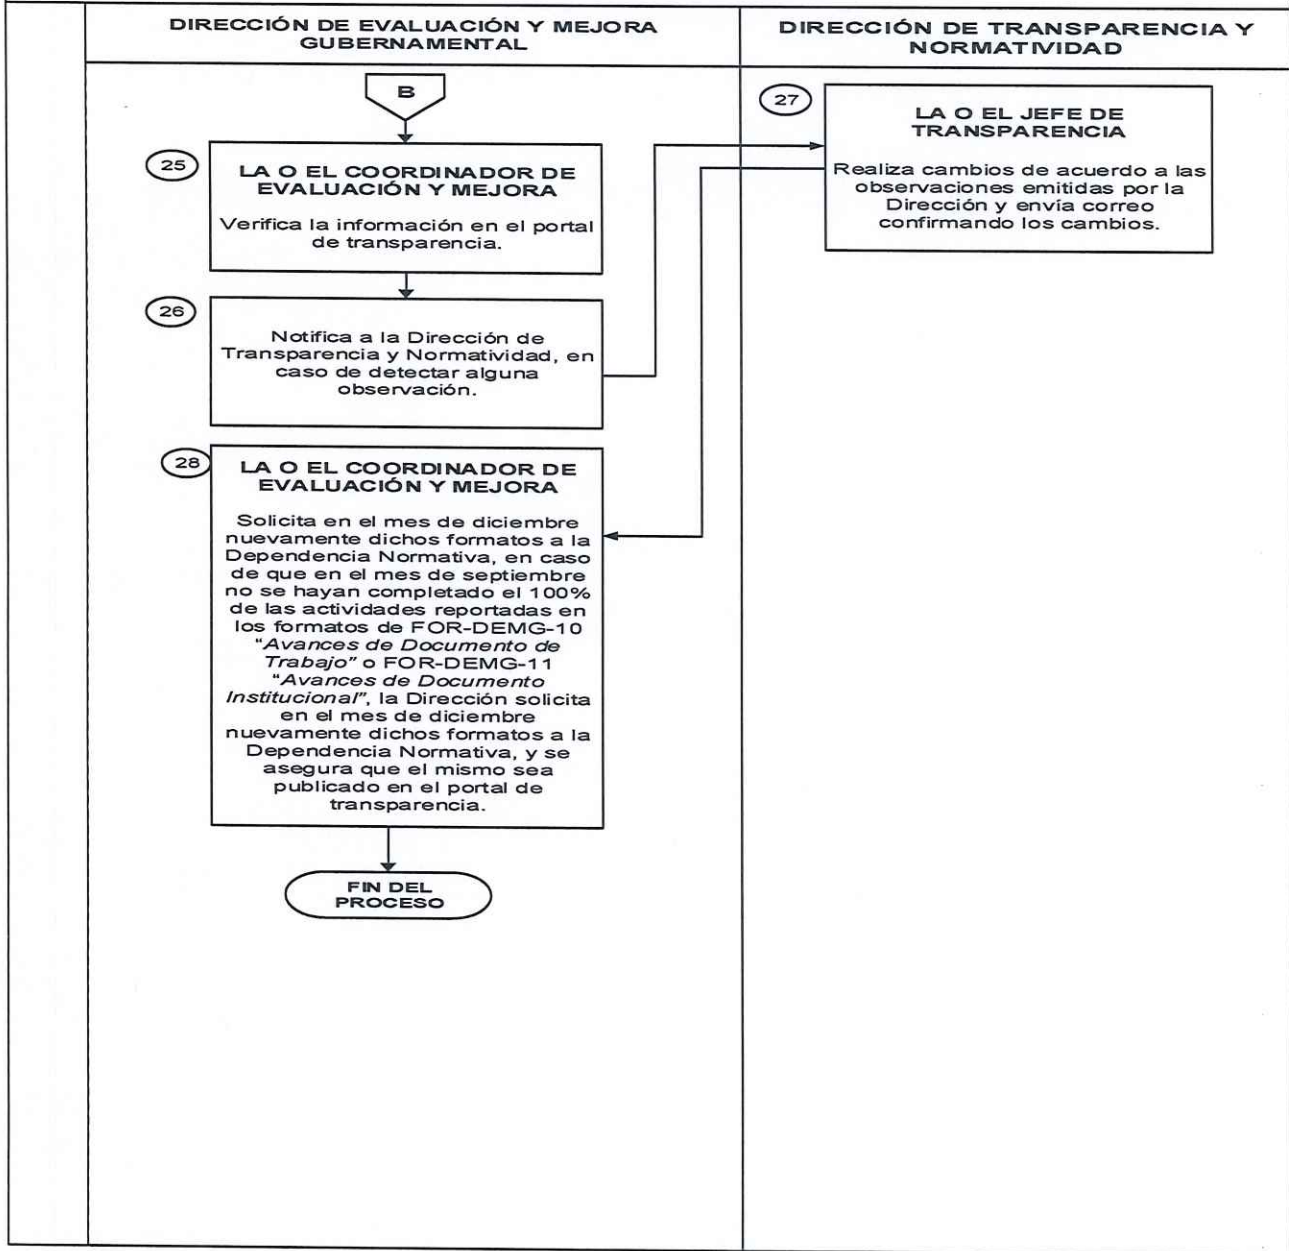 DIRECCIÓN DE EVALUACIÓN Y MEJORA
GUBERNAMENTAL
DIRECCIÓN DE TRANSPARENCIA Y
NORMATIVIDAD
B
25
LA O EL COORDINADOR DE
EVALUACIÓN Y MEJORA
Verifica la información en el portal
de transparencia.
26
Notifica a la Dirección de
Transparencia y Normatividad, en
caso de detectar alguna
observación.
27
LA O EL JEFE DE
TRANSPARENCIA
Realiza cambios de acuerdo a las
observaciones emitidas por la
Dirección y envía correo
confirmando los cambios.
28
LA O EL COORDINADOR DE
EVALUACIÓN Y MEJORA
Solicita en el mes de diciembre
nuevamente dichos formatos a la
Dependencia Normativa, en caso
de que en el mes de septiembre
no se hayan completado el 100%
de las actividades reportadas en
los formatos de FOR-DEMG-10
"Avances de Documento de
Trabajo" o FOR-DEMG-11
"Avances de Documento
Institucional", la Dirección solicita
en el mes de diciembre
nuevamente dichos formatos a la
Dependencia Normativa, y se
asegura que el mismo sea
publicado en el portal de
transparencia.
FIN DEL
PROCESO